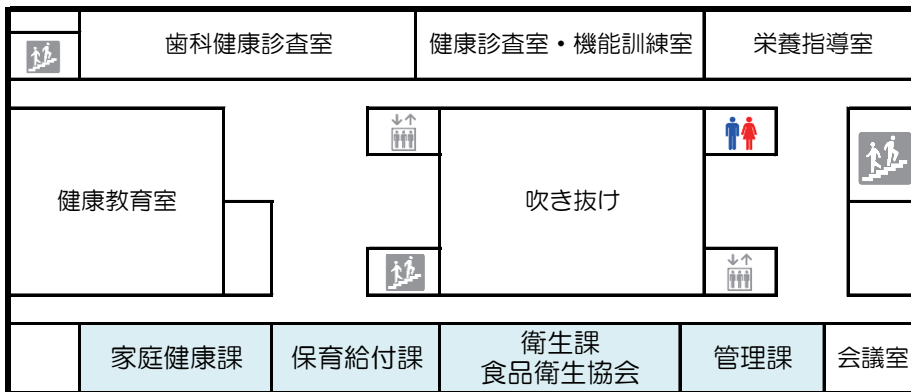 歯科健康診査室
健康診査室・機能訓練室
栄養指導室
健康教育室
吹き抜け
家庭健康課
保育給付課
衛生課
食品衛生協会
管理課
会議室